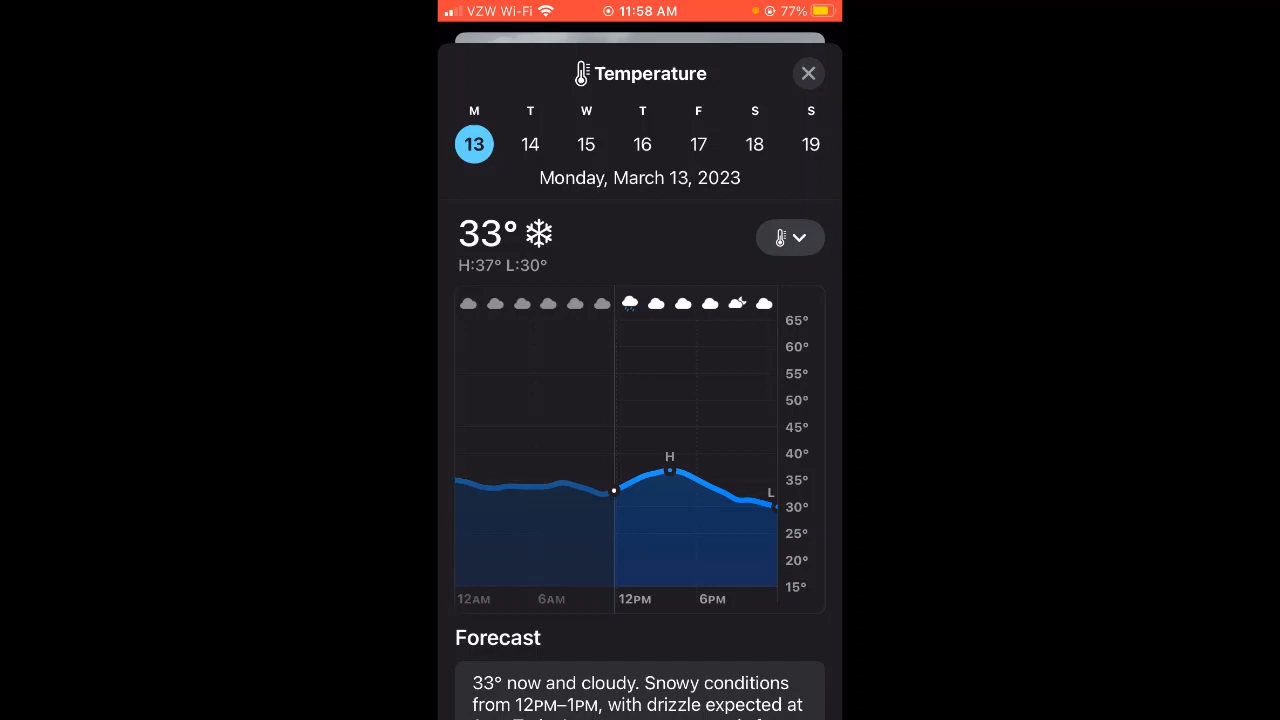 VZW Wi-Fi 11:58 AM 77%
Temperature
M T W T F S S
13 14 15 16 17 18 19
Monday, March 13, 2023
33°
H:37° L:30°
65°
60°
55°
50°
45°
40°
H
35°
L
30°
25°
20°
15°
12AM 6AM 12PM 6PM
Forecast
33° now and cloudy. Snowy conditions
from 12PM–1PM, with drizzle expected at